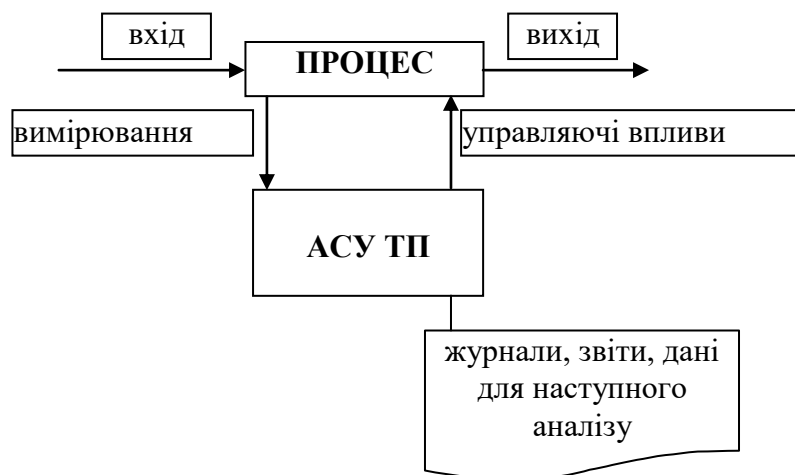 вхід
ПРОЦЕС
вихід
вимірювання
управляючі впливи
АСУ ТП
журнали, звіти, дані
для наступного
аналізу